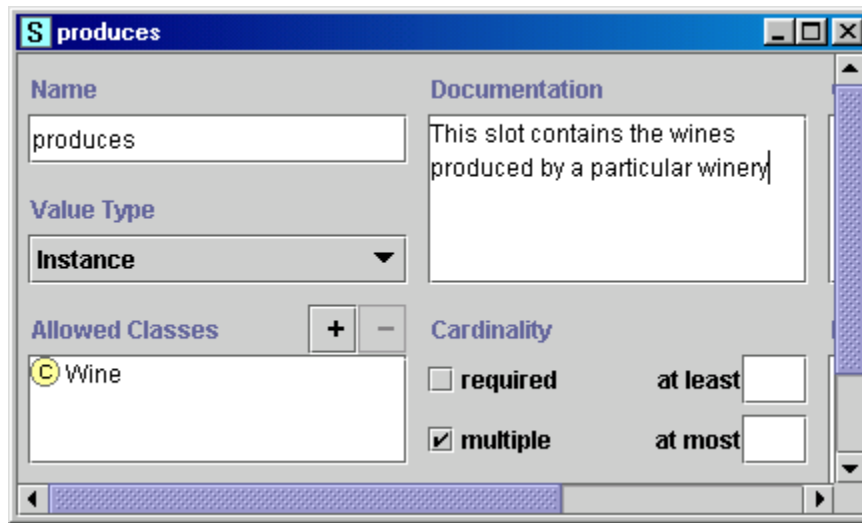 S produces
Name
produces
Value Type
Instance
Allowed Classes + −
C Wine
Documentation
This slot contains the wines
produced by a particular winery
Cardinality
required at least
multiple at most